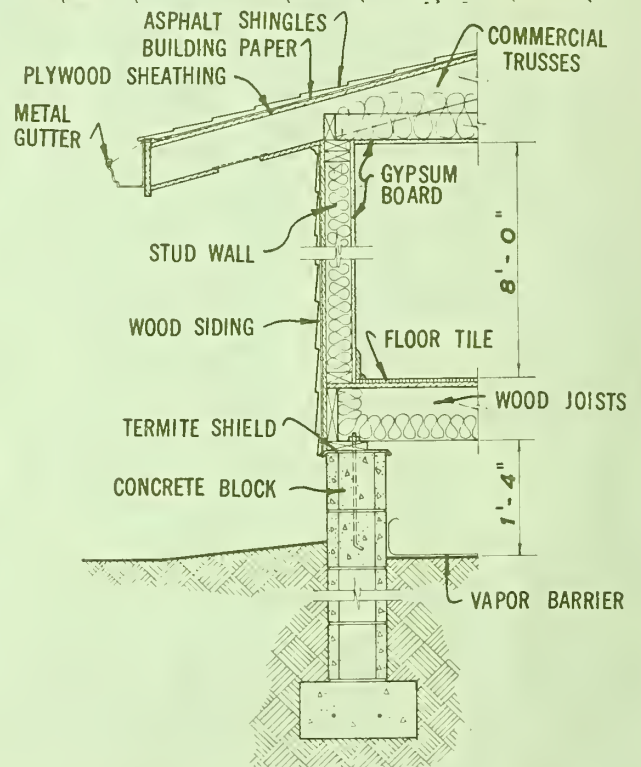 ASPHALT SHINGLES
BUILDING PAPER
PLYWOOD SHEATHING
METAL
GUTTER
COMMERCIAL
TRUSSES
GYPSUM
BOARD
STUD WALL
8'-0"
WOOD SIDING
FLOOR TILE
WOOD JOISTS
TERMITE SHIELD
CONCRETE BLOCK
1'-4"
VAPOR BARRIER